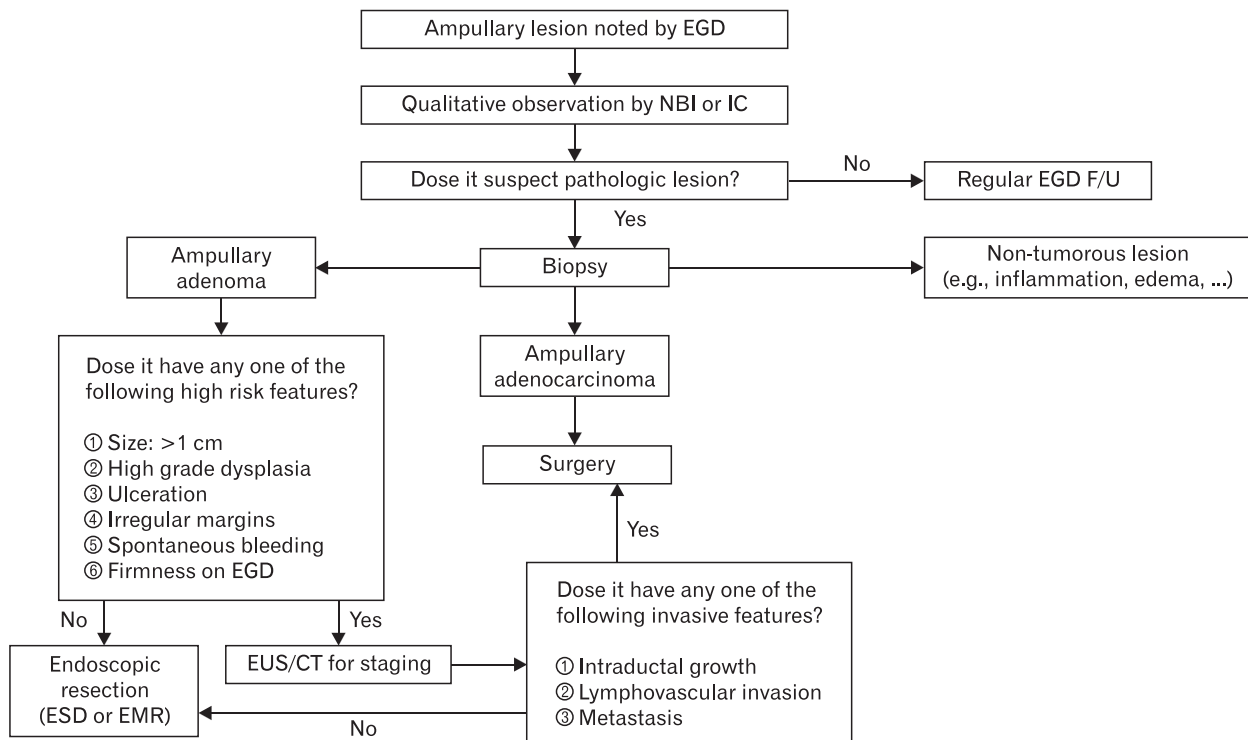 Ampullary lesion noted by EGD
Qualitative observation by NBI or IC
Dose it suspect pathologic lesion?
No
Regular EGD F/U
Yes
Ampullary
adenoma
Biopsy
Non-tumorous lesion
(e.g., inflammation, edema, ...)
Dose it have any one of the
following high risk features?
① Size: >1 cm
② High grade dysplasia
③ Ulceration
④ Irregular margins
⑤ Spontaneous bleeding
⑥ Firmness on EGD
Ampullary
adenocarcinoma
Surgery
Yes
No
Yes
Endoscopic
resection
(ESD or EMR)
EUS/CT for staging
Dose it have any one of the
following invasive features?
① Intraductal growth
② Lymphovascular invasion
③ Metastasis
No